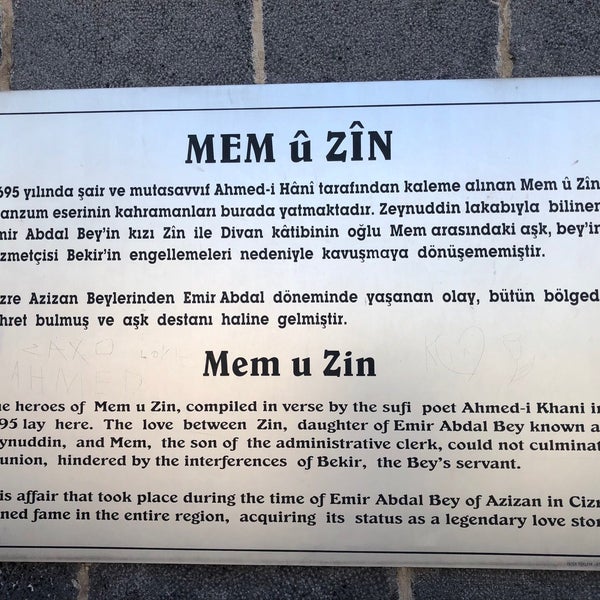 MEM û ZÎN
695 yılında şair ve mutasavvıf Ahmed-i Hânî tarafından kaleme alınan Mem û Zîn
anzum eserinin kahramanları burada yatmaktadır. Zeynuddin lakabıyla biliner
mir Abdal Bey'in kızı Zîn ile Divan kâtibinin oğlu Mem arasındaki aşk, bey'in
zmetçisi Bekir'in engellemeleri nedeniyle kavuşmaya dönüşememiştir.
zre Azizan Beylerinden Emir Abdal döneminde yaşanan olay, bütün bölged
hret bulmuş ve aşk destanı haline gelmiştir.
AHMED
Mem u Zin
e heroes of Mem u Zin, compiled in verse by the sufi poet Ahmed-i Khani in
95 lay here. The love between Zin, daughter of Emir Abdal Bey known a
ynuddin, and Mem, the son of the administrative clerk, could not culminat
union, hindered by the interferences of Bekir, the Bey's servant.
is affair that took place during the time of Emir Abdal Bey of Azizan in Cizr
ned fame in the entire region, acquiring its status as a legendary love stor